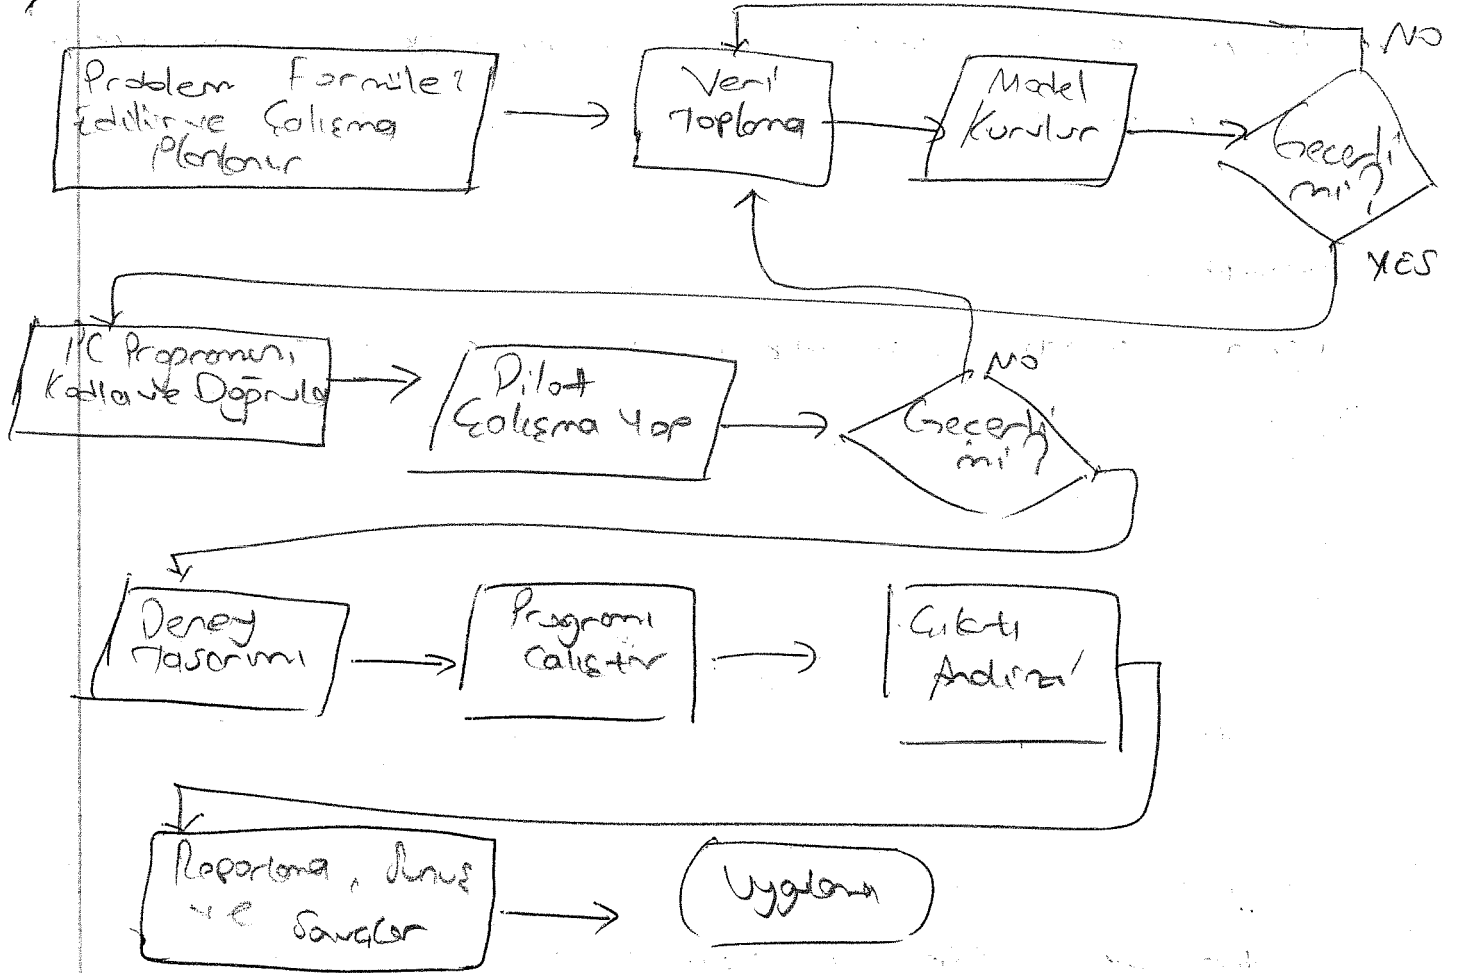 Problem Formüle
Edilir ve Çalışma
Planlanır
Veri
Toplama
Model
Kurulur
Geçerli
mi?
NO
YES
PC Programını
Kodla ve Doğrula
Pilot
Çalışma Yap
Geçerli
mi?
NO
Deney
Tasarımı
Programı
Çalıştır
Çıktı
Analizi
Raporlama, Sunuş
ve Sonuçlar
Uygulama